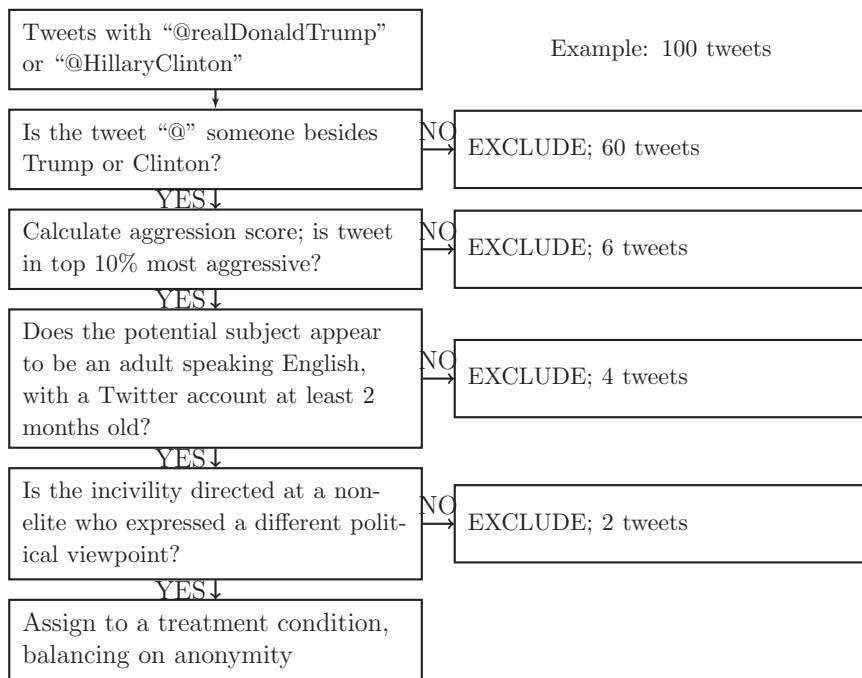 Tweets with “@realDonaldTrump”
or “@HillaryClinton”
Example: 100 tweets
Is the tweet “@” someone besides
Trump or Clinton?
NO
EXCLUDE; 60 tweets
YES
Calculate aggression score; is tweet
in top 10% most aggressive?
NO
EXCLUDE; 6 tweets
YES
Does the potential subject appear
to be an adult speaking English,
with a Twitter account at least 2
months old?
NO
EXCLUDE; 4 tweets
YES
Is the incivility directed at a non-
elite who expressed a different polit-
ical viewpoint?
NO
EXCLUDE; 2 tweets
YES
Assign to a treatment condition,
balancing on anonymity